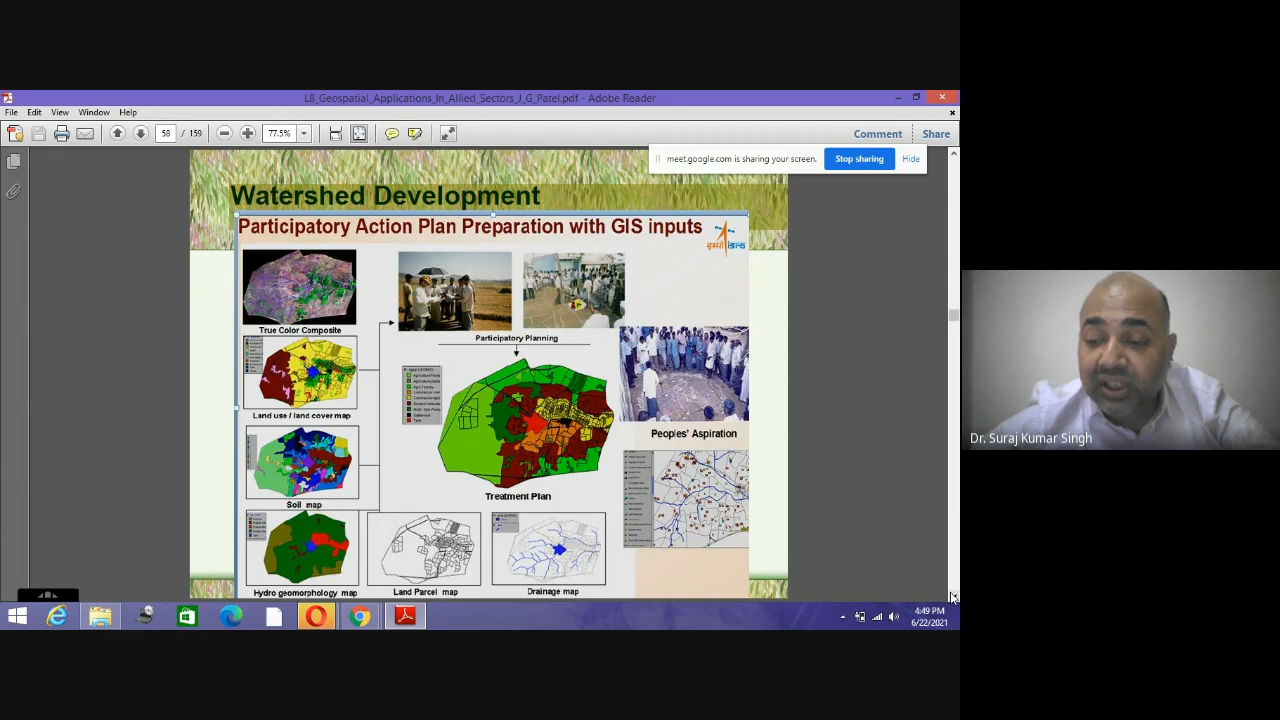 L8_Geospatial_Applications_In_Allied_Sectors_J_G_Patel.pdf - Adobe Reader
File Edit View Window Help
58 / 159 77.5% Comment Share
meet.google.com is sharing your screen. Stop sharing Hide
Watershed Development
Participatory Action Plan Preparation with GIS inputs
इसरो isro
True Color Composite
Participatory Planning
Land use / land cover map
Peoples' Aspiration
Dr. Suraj Kumar Singh
Treatment Plan
Soil map
Hydro geomorphology map
Land Parcel map
Drainage map
4:49 PM
6/22/2021